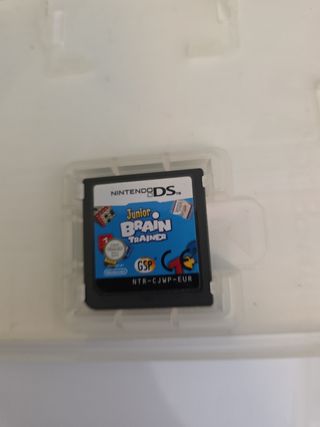 NINTENDO DS
Junior
BRAIN
TRAINER
GSP
NTR-CJWP-EUR